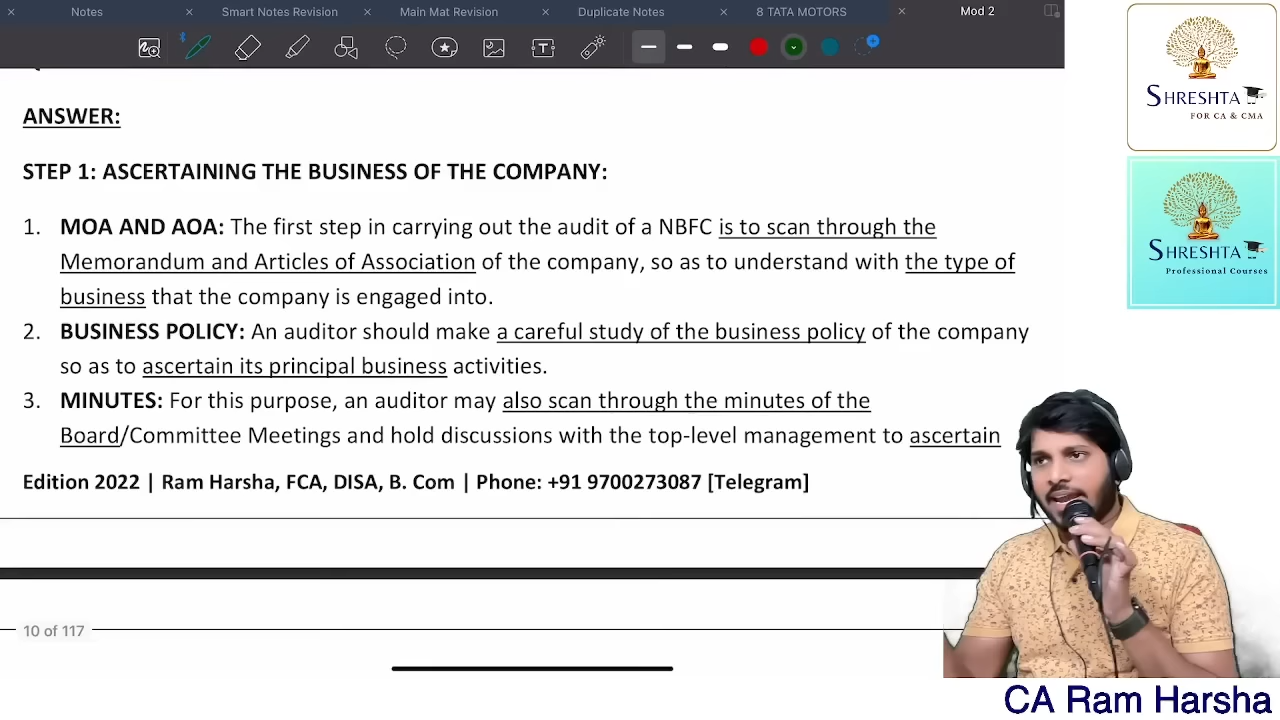 Notes
Smart Notes Revision
Main Mat Revision
Duplicate Notes
8 TATA MOTORS
Mod 2
ANSWER:
STEP 1: ASCERTAINING THE BUSINESS OF THE COMPANY:
1. MOA AND AOA: The first step in carrying out the audit of a NBFC is to scan through the
Memorandum and Articles of Association of the company, so as to understand with the type of
business that the company is engaged into.
2. BUSINESS POLICY: An auditor should make a careful study of the business policy of the company
so as to ascertain its principal business activities.
3. MINUTES: For this purpose, an auditor may also scan through the minutes of the
Board/Committee Meetings and hold discussions with the top-level management to ascertain
Edition 2022 | Ram Harsha, FCA, DISA, B. Com | Phone: +91 9700273087 [Telegram]
10 of 117
SHRESHTA
FOR CA & CMA
SHRESHTA
Professional Courses
CA Ram Harsha